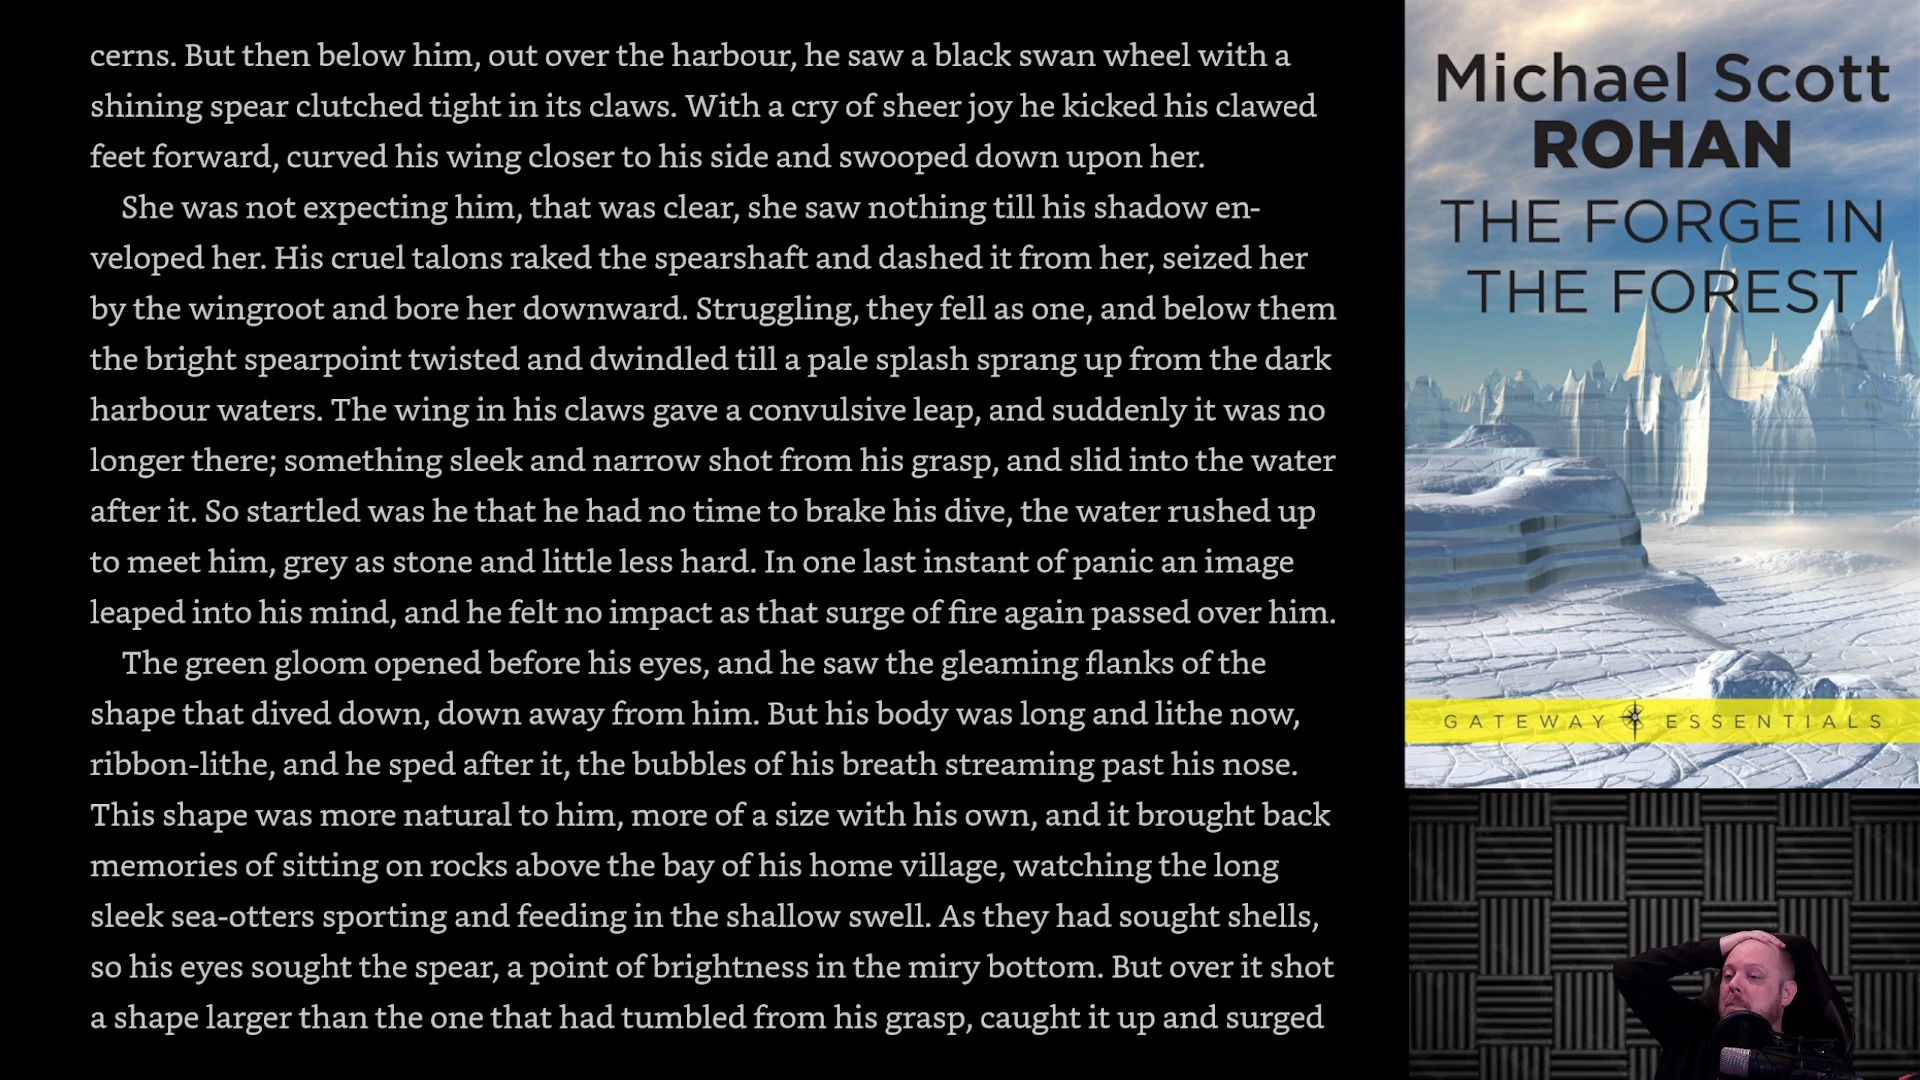 cerns. But then below him, out over the harbour, he saw a black swan wheel with a
shining spear clutched tight in its claws. With a cry of sheer joy he kicked his clawed
feet forward, curved his wing closer to his side and swooped down upon her.
She was not expecting him, that was clear, she saw nothing till his shadow en-
veloped her. His cruel talons raked the spearshaft and dashed it from her, seized her
by the wingroot and bore her downward. Struggling, they fell as one, and below them
the bright spearpoint twisted and dwindled till a pale splash sprang up from the dark
harbour waters. The wing in his claws gave a convulsive leap, and suddenly it was no
longer there; something sleek and narrow shot from his grasp, and slid into the water
after it. So startled was he that he had no time to brake his dive, the water rushed up
to meet him, grey as stone and little less hard. In one last instant of panic an image
leaped into his mind, and he felt no impact as that surge of fire again passed over him.
The green gloom opened before his eyes, and he saw the gleaming flanks of the
shape that dived down, down away from him. But his body was long and lithe now,
ribbon-lithe, and he sped after it, the bubbles of his breath streaming past his nose.
This shape was more natural to him, more of a size with his own, and it brought back
memories of sitting on rocks above the bay of his home village, watching the long
sleek sea-otters sporting and feeding in the shallow swell. As they had sought shells,
so his eyes sought the spear, a point of brightness in the miry bottom. But over it shot
a shape larger than the one that had tumbled from his grasp, caught it up and surged
Michael Scott
ROHAN
THE FORGE IN
THE FOREST
GATEWAY ESSENTIALS